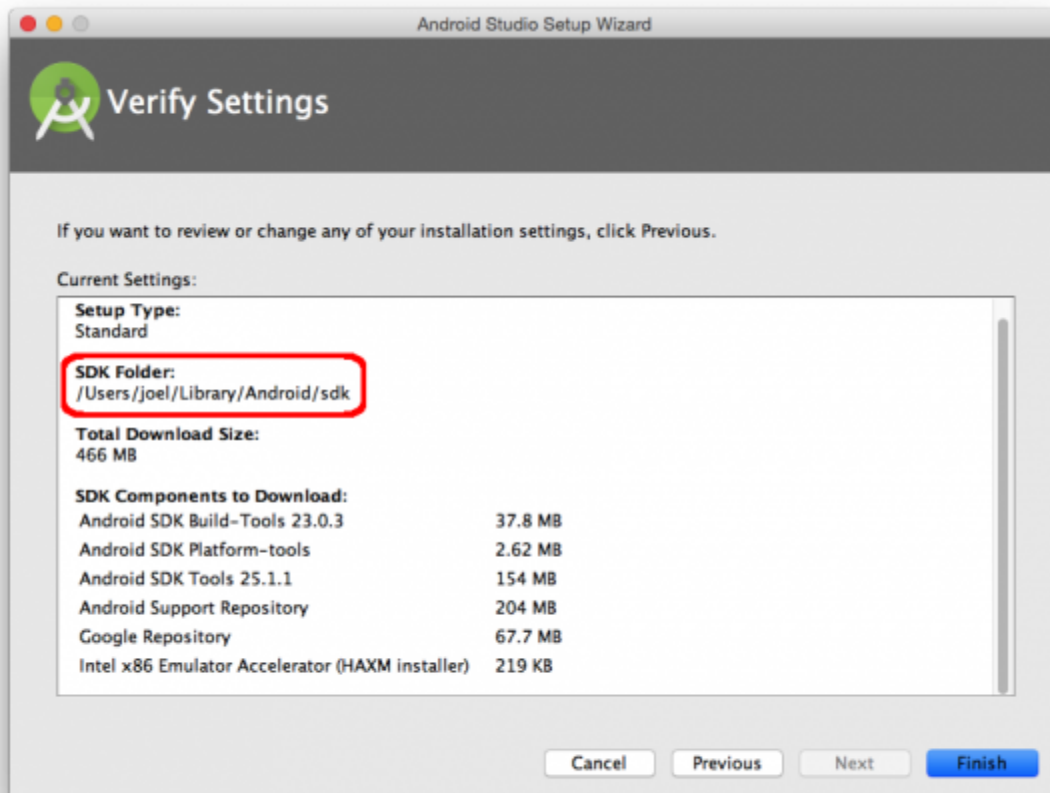 Android Studio Setup Wizard
Verify Settings
If you want to review or change any of your installation settings, click Previous.
Current Settings:
Setup Type:
Standard
SDK Folder:
/Users/joel/Library/Android/sdk
Total Download Size:
466 MB
SDK Components to Download:
Android SDK Build-Tools 23.0.3 37.8 MB
Android SDK Platform-tools 2.62 MB
Android SDK Tools 25.1.1 154 MB
Android Support Repository 204 MB
Google Repository 67.7 MB
Intel x86 Emulator Accelerator (HAXM installer) 219 KB
Cancel Previous Next Finish